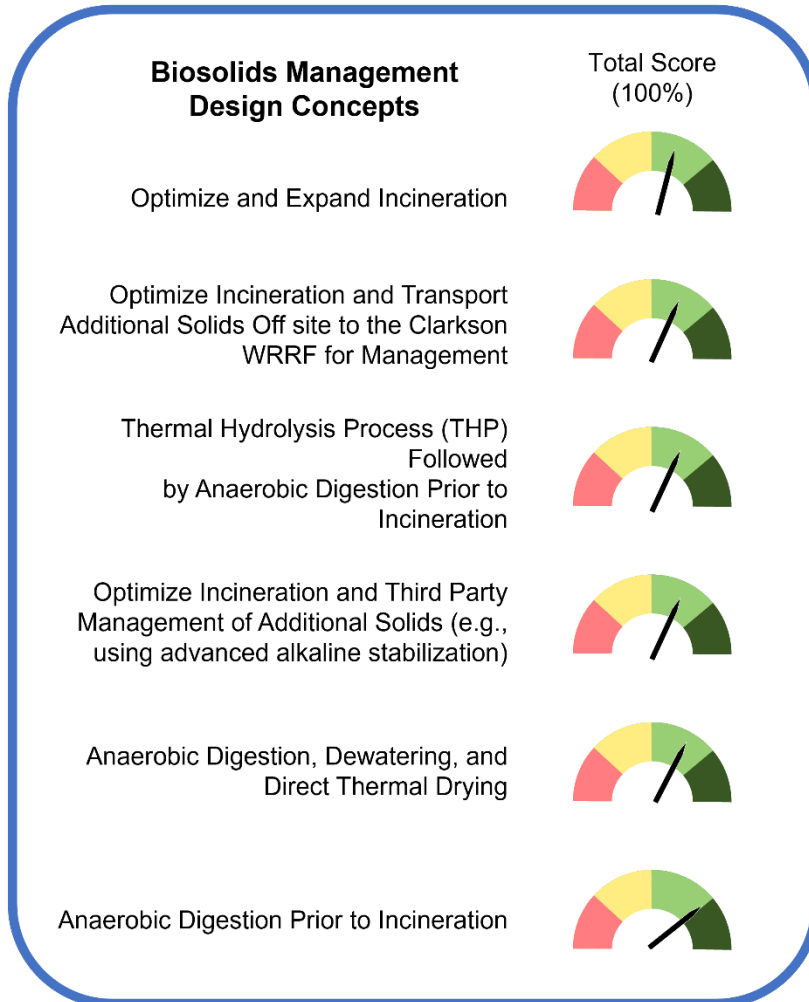 Biosolids Management
Design Concepts
Total Score
(100%)
Optimize and Expand Incineration
Optimize Incineration and Transport
Additional Solids Off site to the Clarkson
WRRF for Management
Thermal Hydrolysis Process (THP)
Followed
by Anaerobic Digestion Prior to
Incineration
Optimize Incineration and Third Party
Management of Additional Solids (e.g.,
using advanced alkaline stabilization)
Anaerobic Digestion, Dewatering, and
Direct Thermal Drying
Anaerobic Digestion Prior to Incineration